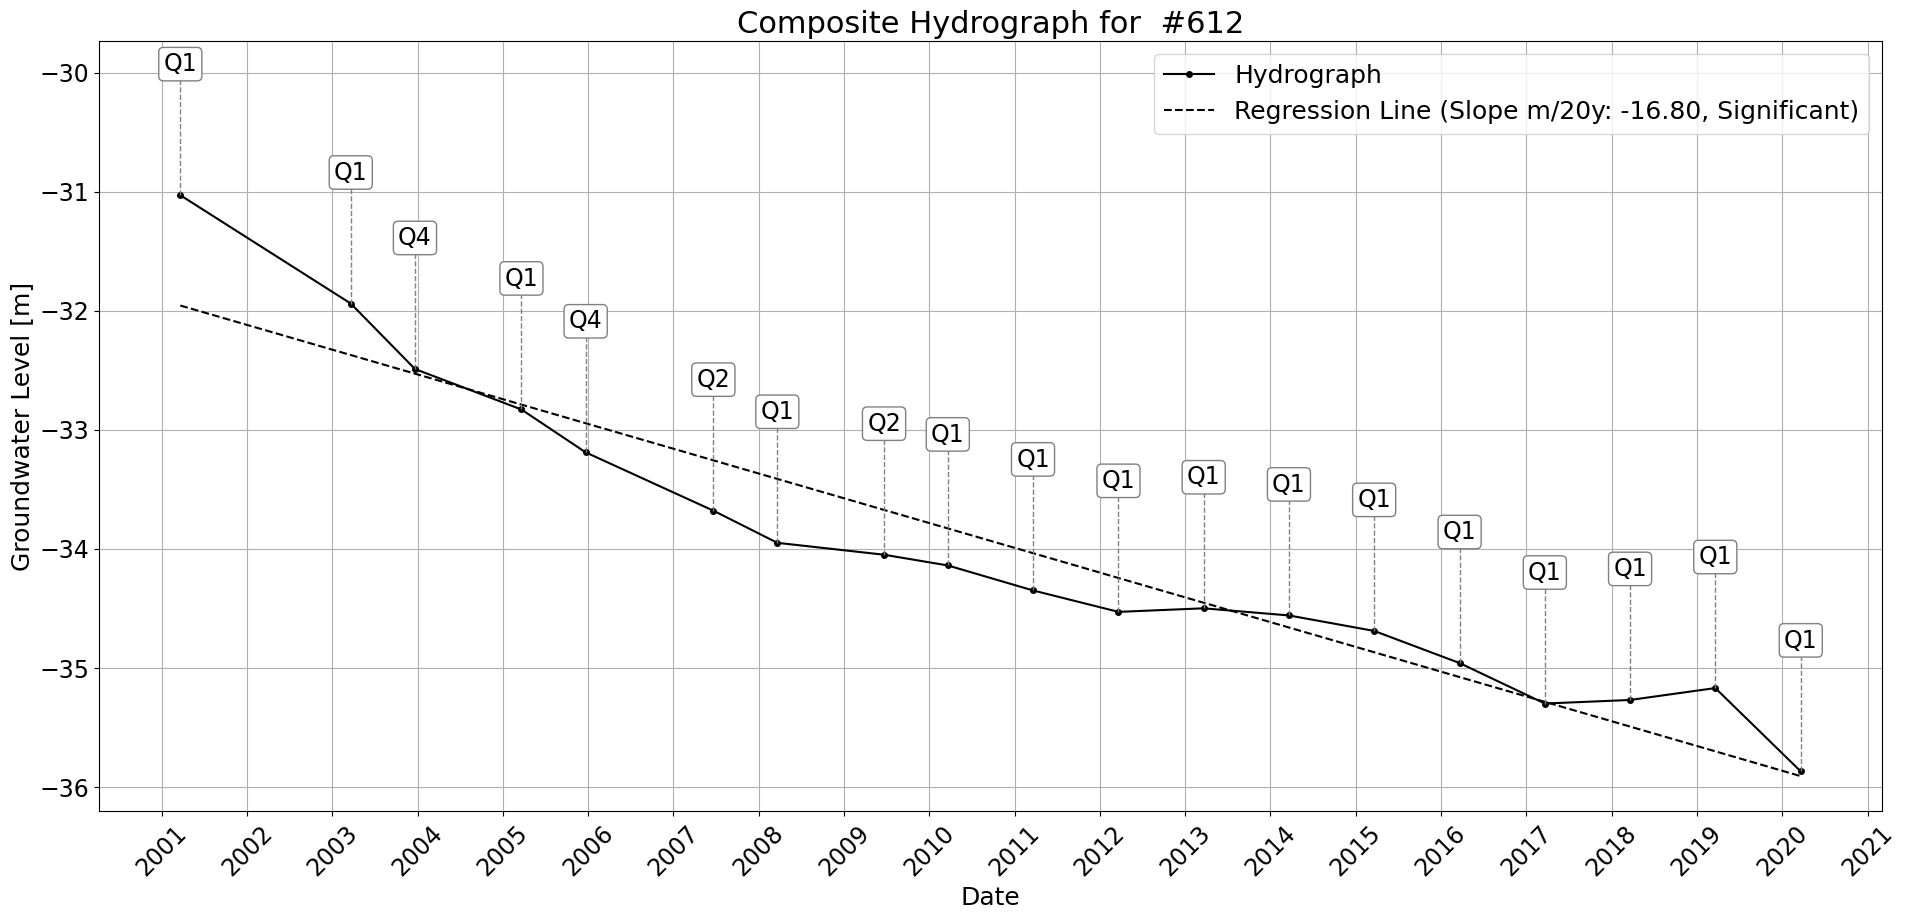 Composite Hydrograph for  #612
Hydrograph
Regression Line (Slope m/20y: -16.80, Significant)
Groundwater Level [m]
−30
−31
−32
−33
−34
−35
−36
Q1
Q1
Q4
Q1
Q4
Q2
Q1
Q2
Q1
Q1
Q1
Q1
Q1
Q1
Q1
Q1
Q1
Q1
Q1
2001
2002
2003
2004
2005
2006
2007
2008
2009
2010
2011
2012
2013
2014
2015
2016
2017
2018
2019
2020
2021
Date